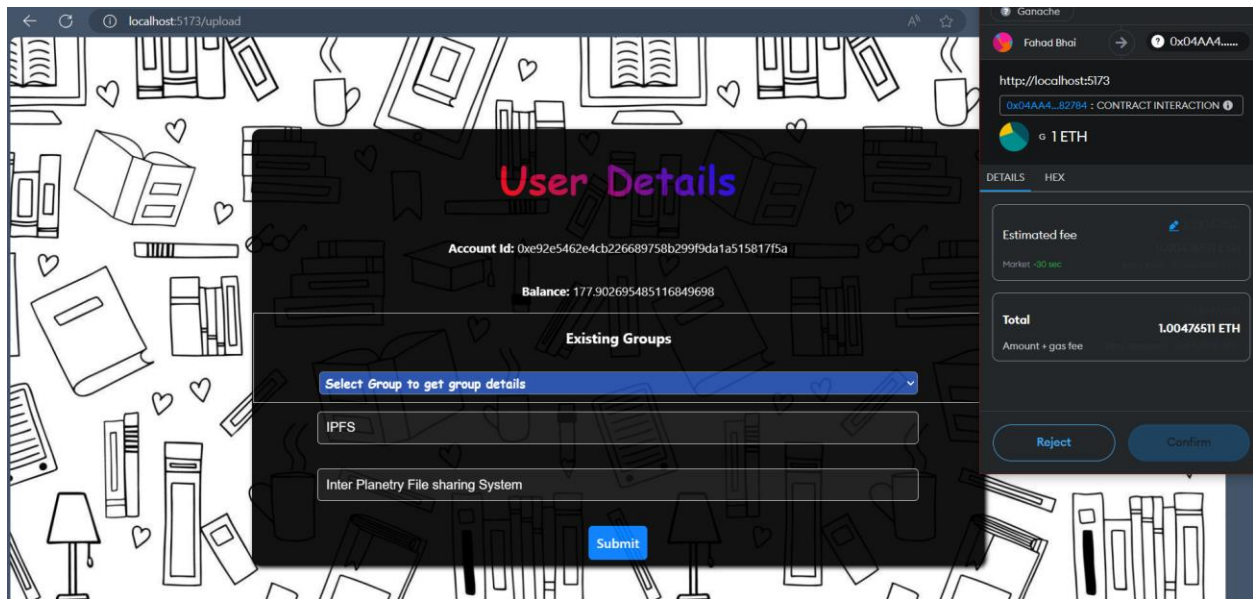 localhost:5173/upload
User Details
Account Id: 0xe92e5462e4cb226689758b299f9da1a515817f5a
Balance: 177.902695485116849698
Existing Groups
Select Group to get group details
IPFS
Inter Planetry File sharing System
Submit
Ganache
Fahad Bhai
0x04AA4......
http://localhost:5173
0x04AA4...82784 : CONTRACT INTERACTION
G 1 ETH
DETAILS HEX
Estimated fee
Market ~30 sec
Total 1.00476511 ETH
Amount + gas fee
Reject Confirm